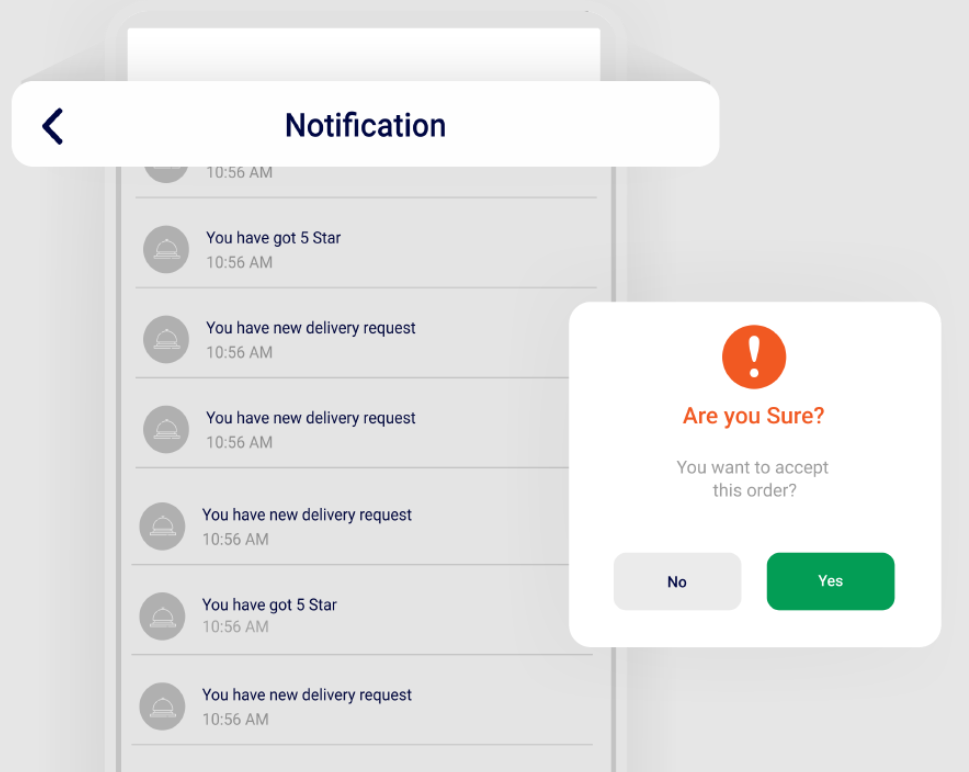 Notification
10:56 AM
You have got 5 Star
10:56 AM
You have new delivery request
10:56 AM
You have new delivery request
10:56 AM
You have new delivery request
10:56 AM
You have got 5 Star
10:56 AM
You have new delivery request
10:56 AM
Are you Sure?
You want to accept
this order?
No
Yes